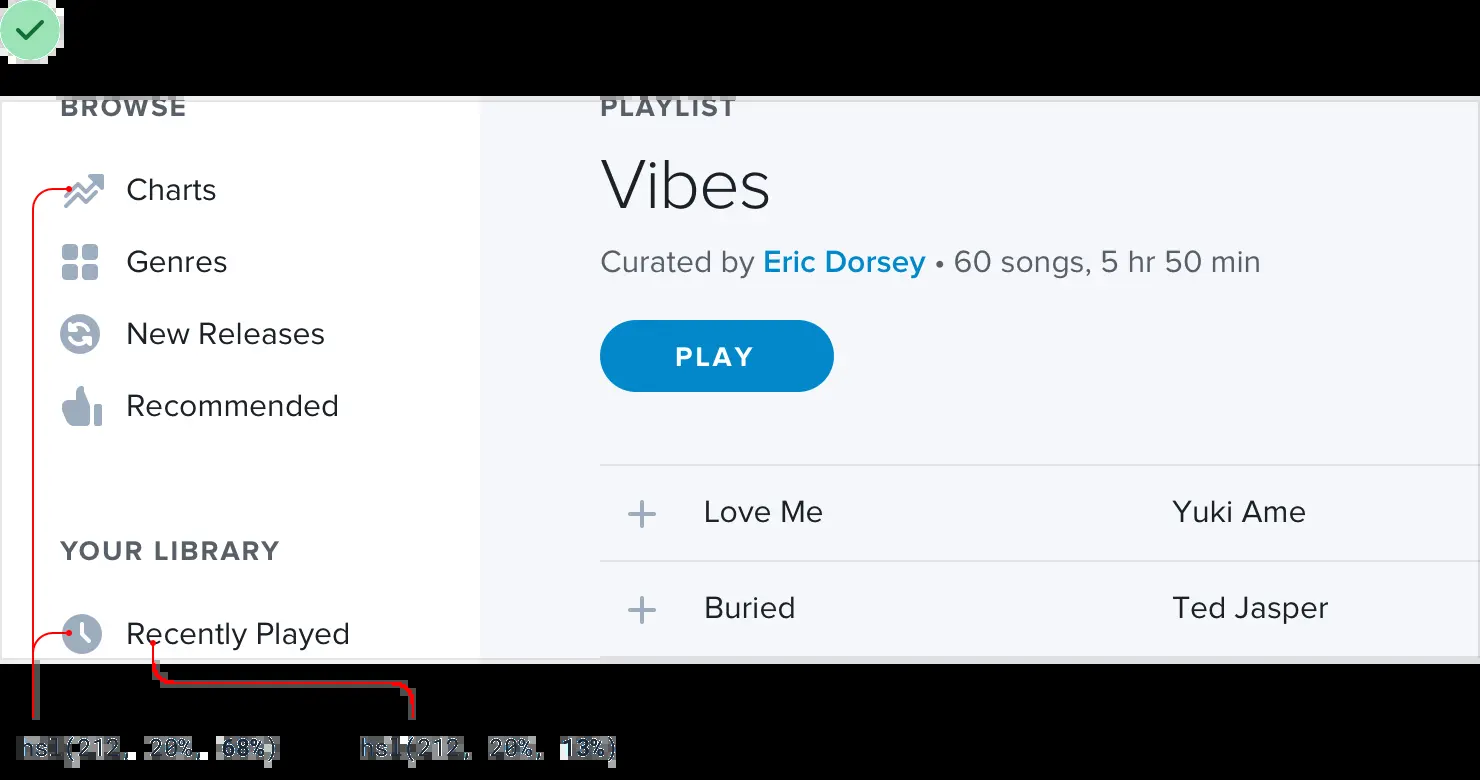 BROWSE
Charts
Genres
New Releases
Recommended
YOUR LIBRARY
Recently Played
PLAYLIST
Vibes
Curated by Eric Dorsey • 60 songs, 5 hr 50 min
PLAY
Love Me Yuki Ame
Buried Ted Jasper
hsl(212, 20%, 68%) hsl(212, 20%, 13%)